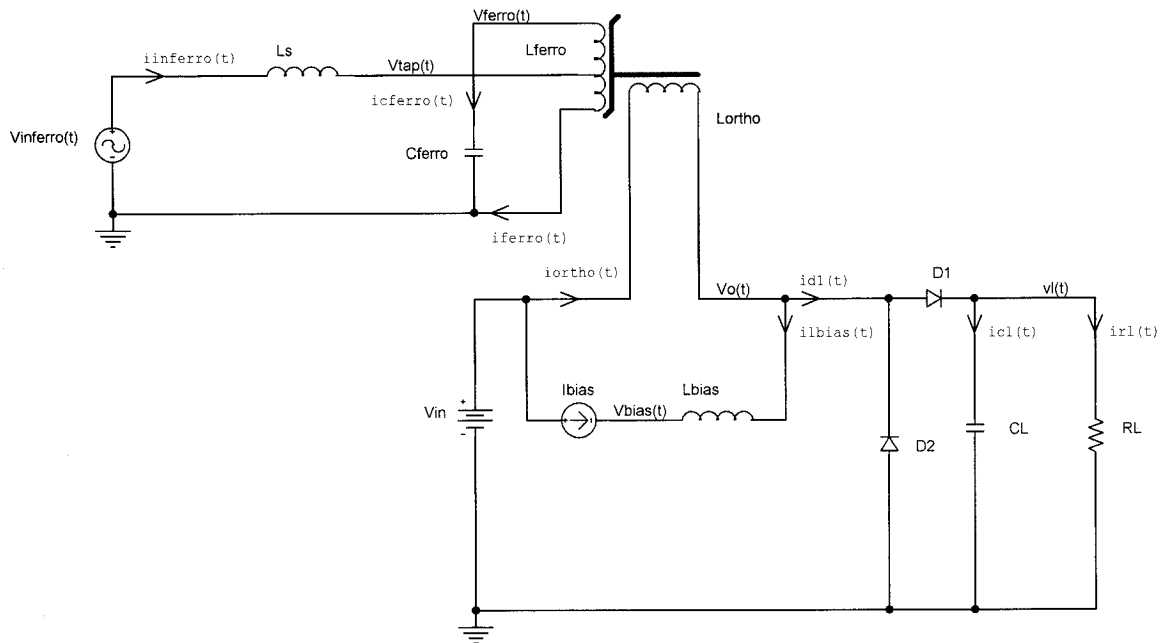 Vferro(t)
Lferro
Ls
iinferro(t)
Vtap(t)
icferro(t)
Lortho
Vinferro(t)
+
-
Cferro
iferro(t)
iortho(t)
Vo(t)
id1(t)
D1
vl(t)
ilbias(t)
icl(t)
irl(t)
Ibias
Lbias
Vbias(t)
+
-
Vin
+
-
D2
CL
RL